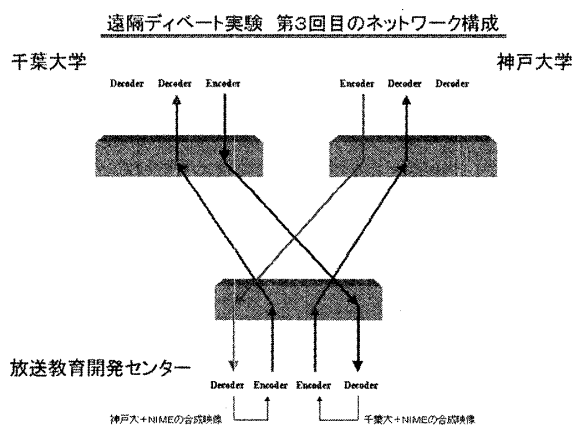 遠隔ディベート実験 第3回目のネットワーク構成
千葉大学 神戸大学
Decoder Decoder Encoder Encoder Decoder Decoder
放送教育開発センター
Decoder Encoder Encoder Decoder
神戸大+NIMEの合成映像 千葉大+NIMEの合成映像